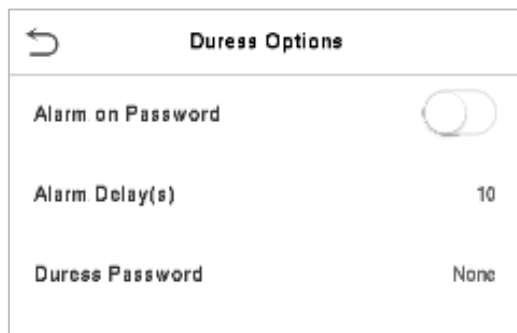 Duress Options
Alarm on Password
Alarm Delay(s) 10
Duress Password None